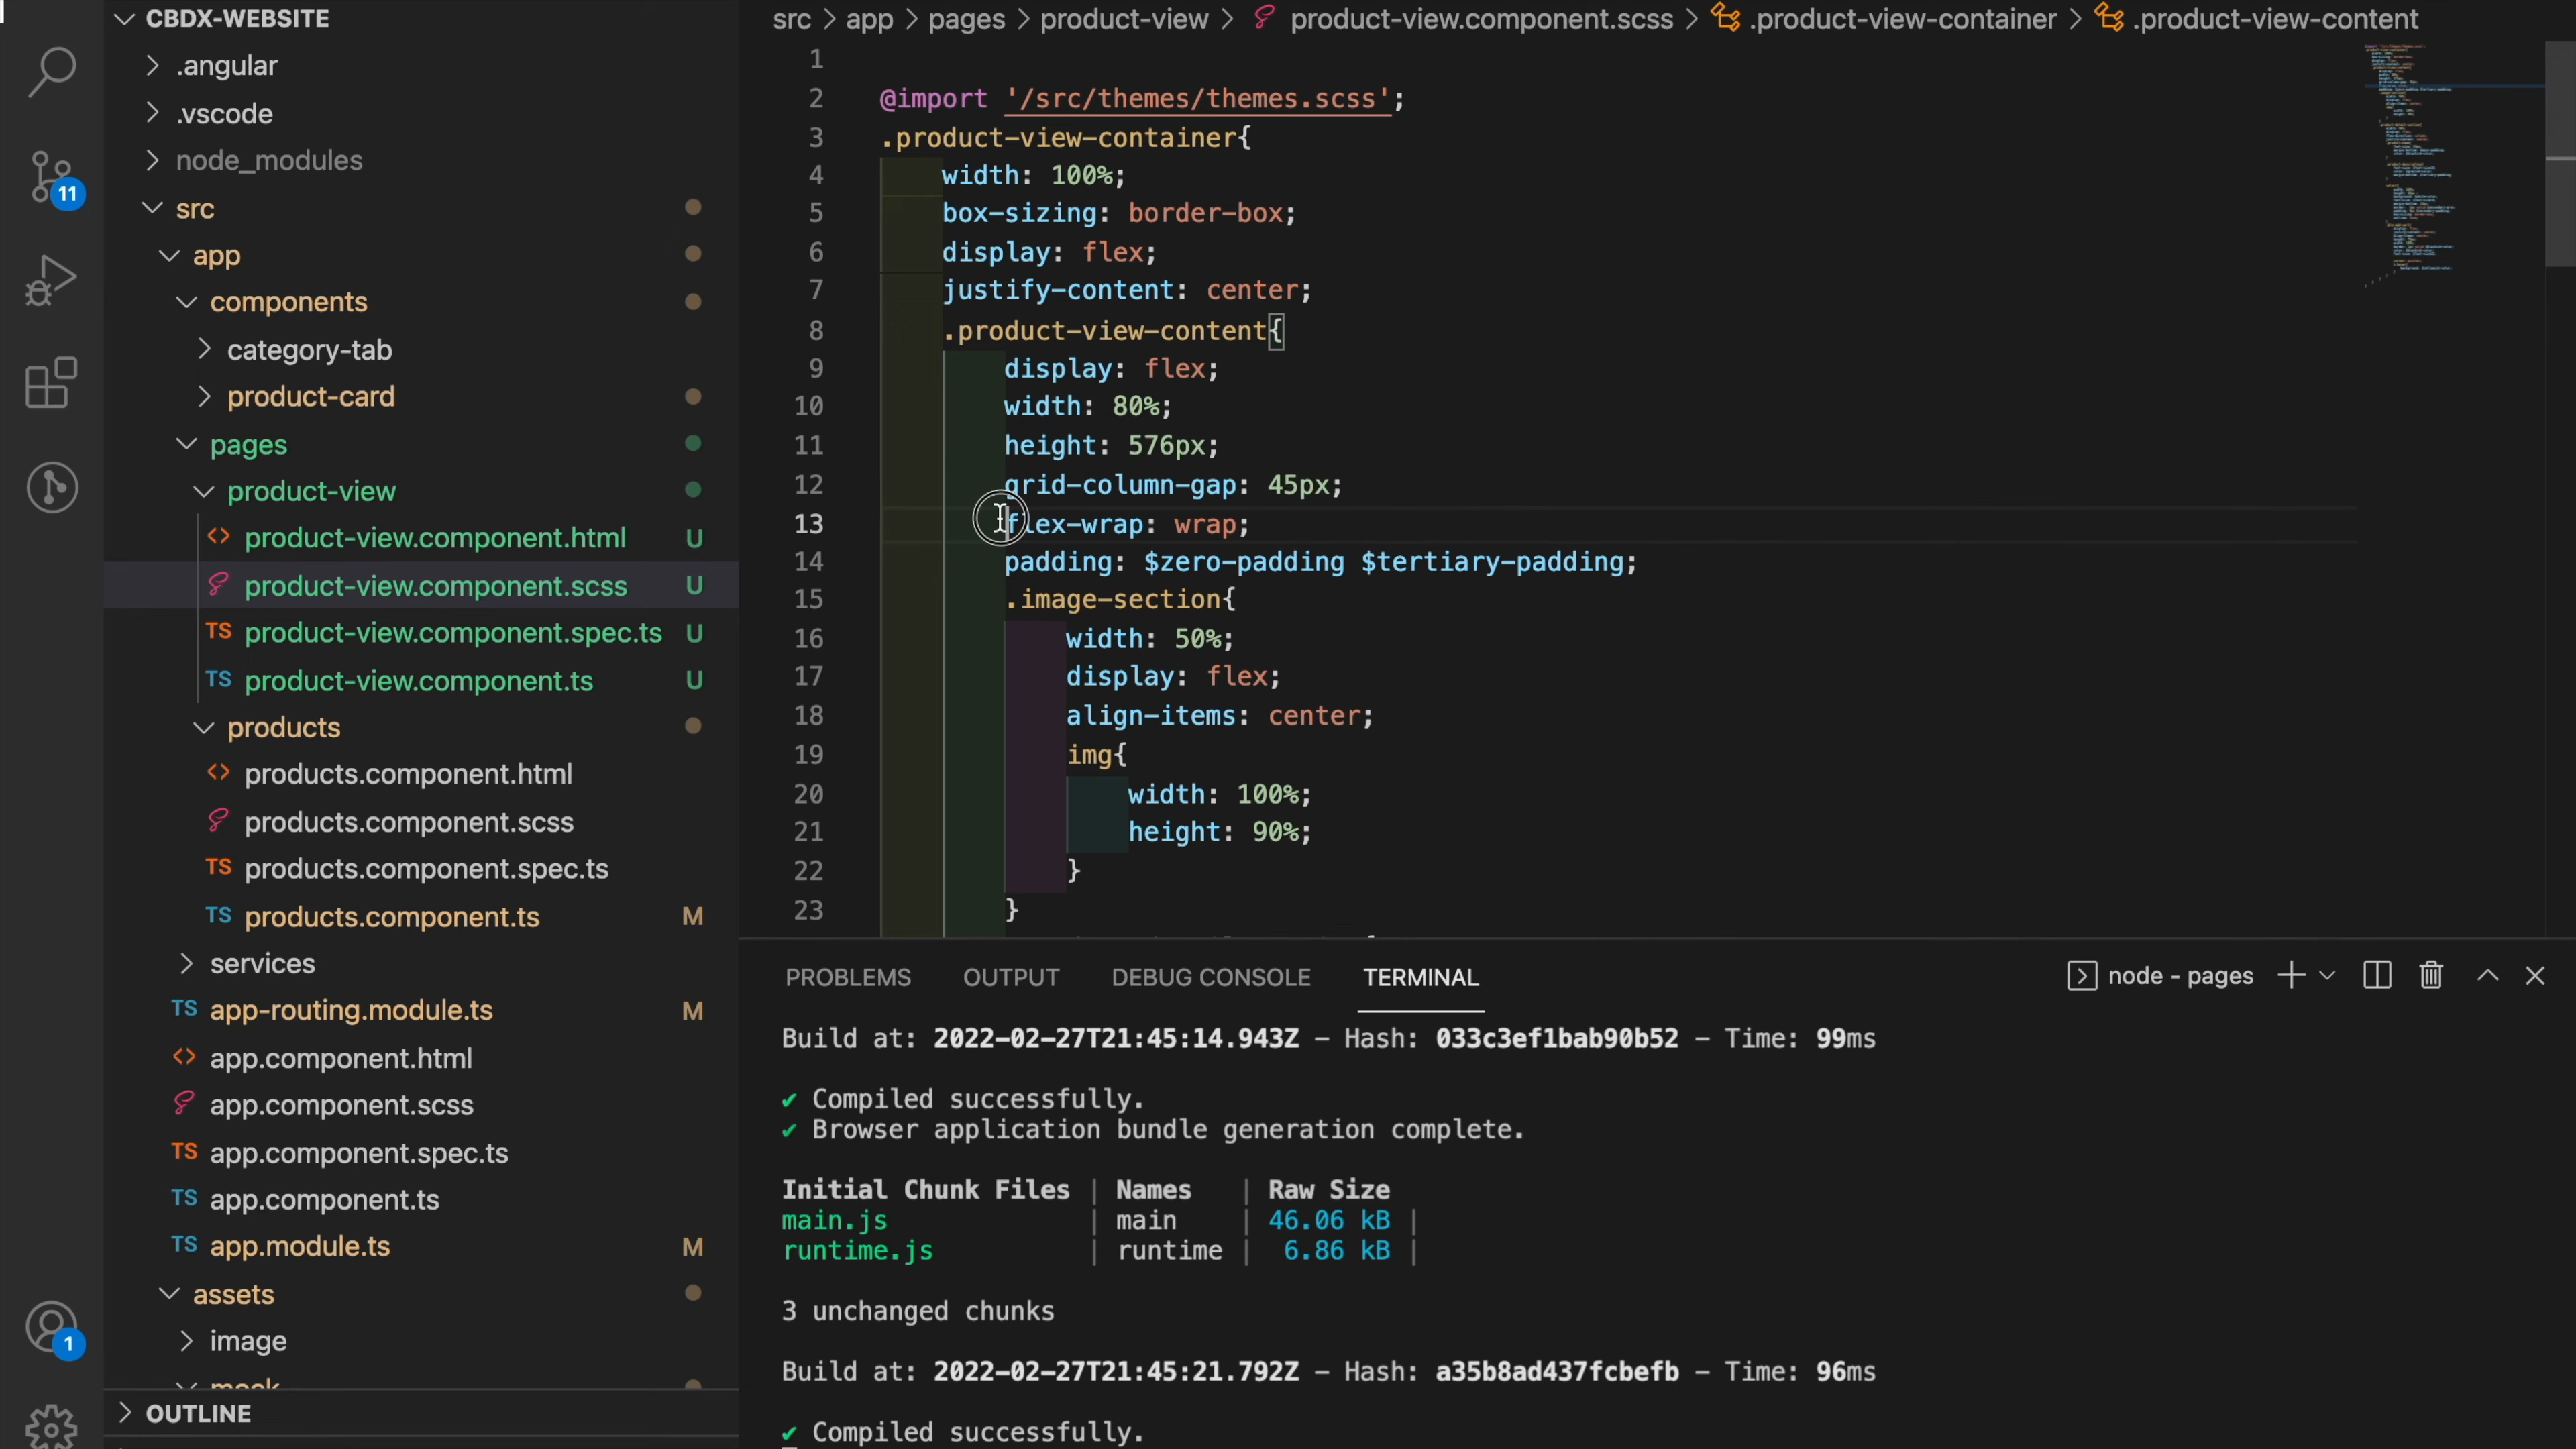 CBDX-WEBSITE
.angular
.vscode
node_modules
src
app
components
category-tab
product-card
pages
product-view
product-view.component.html U
product-view.component.scss U
product-view.component.spec.ts U
product-view.component.ts U
products
products.component.html
products.component.scss
products.component.spec.ts
products.component.ts M
services
app-routing.module.ts M
app.component.html
app.component.scss
app.component.spec.ts
app.component.ts
app.module.ts M
assets
image
mock
OUTLINE
11
1
src > app > pages > product-view > product-view.component.scss > .product-view-container > .product-view-content
1
2 @import '/src/themes/themes.scss';
3 .product-view-container{
4 width: 100%;
5 box-sizing: border-box;
6 display: flex;
7 justify-content: center;
8 .product-view-content{
9 display: flex;
10 width: 80%;
11 height: 576px;
12 grid-column-gap: 45px;
13 flex-wrap: wrap;
14 padding: $zero-padding $tertiary-padding;
15 .image-section{
16 width: 50%;
17 display: flex;
18 align-items: center;
19 img{
20 width: 100%;
21 height: 90%;
22 }
23 }
PROBLEMS OUTPUT DEBUG CONSOLE TERMINAL node - pages
Build at: 2022-02-27T21:45:14.943Z - Hash: 033c3ef1bab90b52 - Time: 99ms
✔ Compiled successfully.
✔ Browser application bundle generation complete.
Initial Chunk Files | Names | Raw Size
main.js | main | 46.06 kB |
runtime.js | runtime | 6.86 kB |
3 unchanged chunks
Build at: 2022-02-27T21:45:21.792Z - Hash: a35b8ad437fcbefb - Time: 96ms
✔ Compiled successfully.